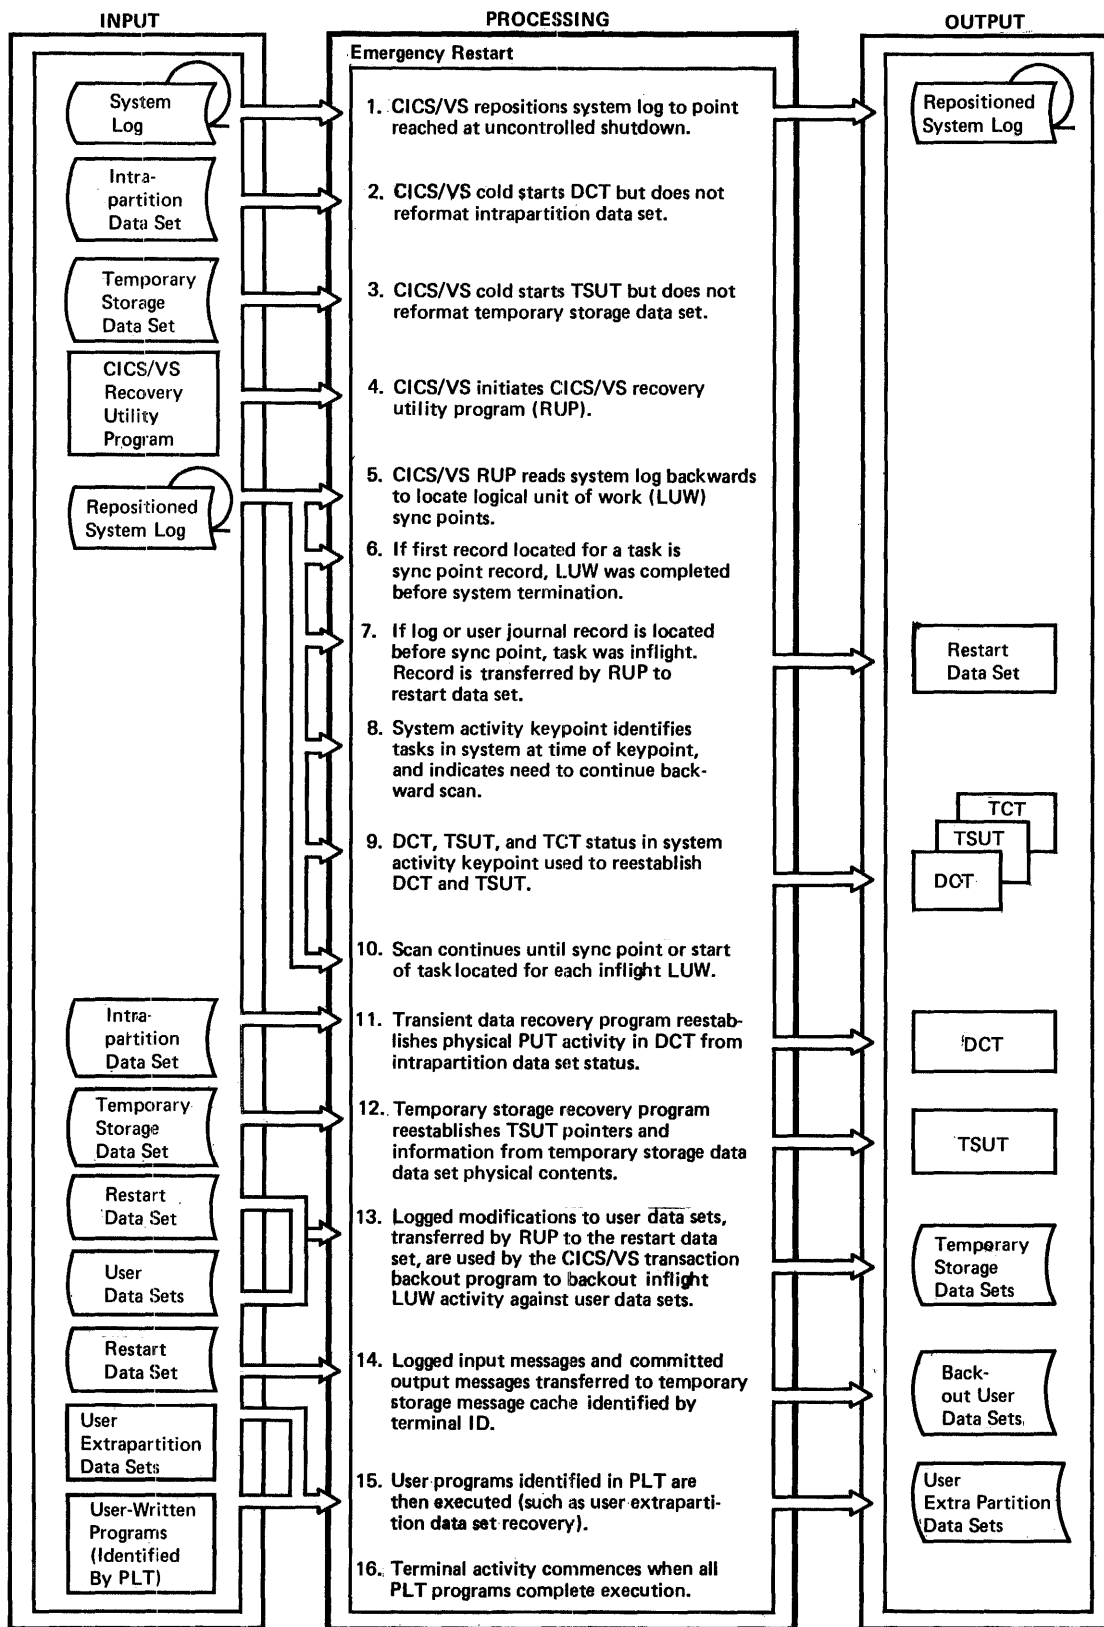 INPUT
PROCESSING
OUTPUT
Emergency Restart
System
Log
1. CICS/VS repositions system log to point
reached at uncontrolled shutdown.
Repositioned
System Log
Intra-
partition
Data Set
2. CICS/VS cold starts DCT but does not
reformat intrapartition data set.
Temporary
Storage
Data Set
3. CICS/VS cold starts TSUT but does not
reformat temporary storage data set.
CICS/VS
Recovery
Utility
Program
4. CICS/VS initiates CICS/VS recovery
utility program (RUP).
Repositioned
System Log
5. CICS/VS RUP reads system log backwards
to locate logical unit of work (LUW)
sync points.
6. If first record located for a task is
sync point record, LUW was completed
before system termination.
7. If log or user journal record is located
before sync point, task was inflight.
Record is transferred by RUP to
restart data set.
Restart
Data Set
8. System activity keypoint identifies
tasks in system at time of keypoint,
and indicates need to continue back-
ward scan.
9. DCT, TSUT, and TCT status in system
activity keypoint used to reestablish
DCT and TSUT.
TCT
TSUT
DCT
10. Scan continues until sync point or start
of task located for each inflight LUW.
Intra-
partition
Data Set
11. Transient data recovery program reestab-
lishes physical PUT activity in DCT from
intrapartition data set status.
DCT
Temporary
Storage
Data Set
12. Temporary storage recovery program
reestablishes TSUT pointers and
information from temporary storage data
data set physical contents.
TSUT
Restart
Data Set
User
Data Sets
13. Logged modifications to user data sets,
transferred by RUP to the restart data
set, are used by the CICS/VS transaction
backout program to backout inflight
LUW activity against user data sets.
Temporary
Storage
Data Sets
Restart
Data Set
14. Logged input messages and committed
output messages transferred to temporary
storage message cache identified by
terminal ID.
Back-
out User
Data Sets
User
Extrapartition
Data Sets
User-Written
Programs
(Identified
By PLT)
15. User programs identified in PLT are
then executed (such as user extraparti-
tion data set recovery).
User
Extra Partition
Data Sets
16. Terminal activity commences when all
PLT programs complete execution.